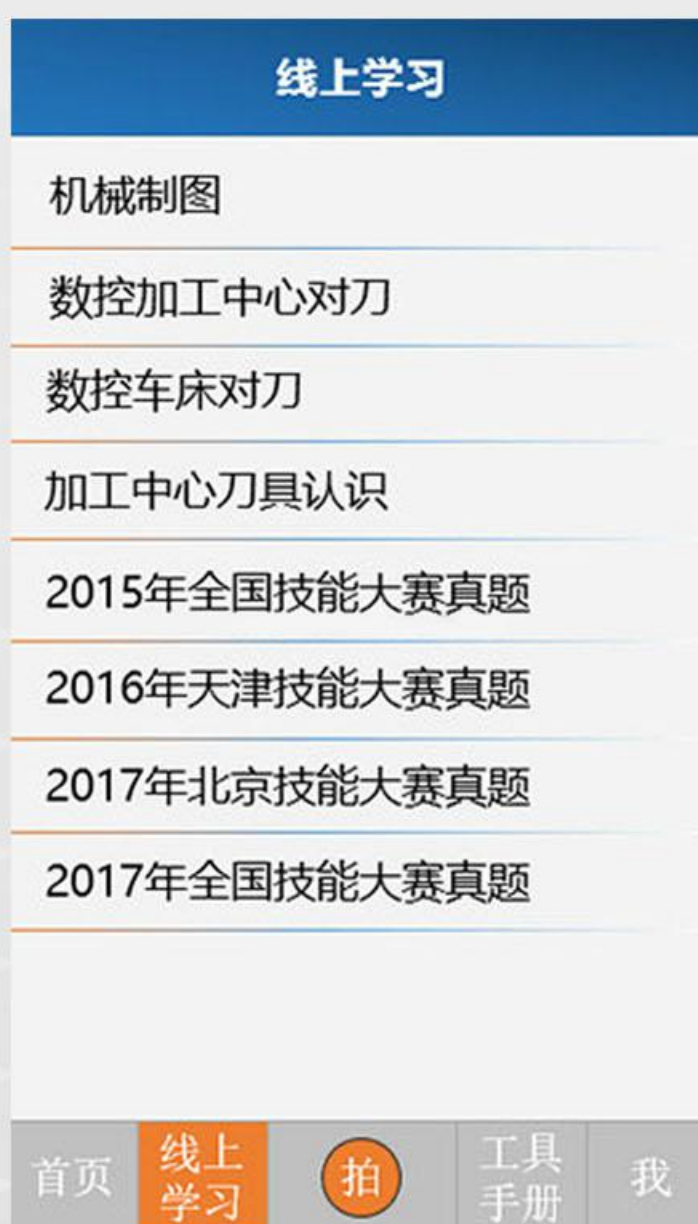 线上学习
机械制图
数控加工中心对刀
数控车床对刀
加工中心刀具认识
2015年全国技能大赛真题
2016年天津技能大赛真题
2017年北京技能大赛真题
2017年全国技能大赛真题
首页
线上
学习
拍
工具
手册
我